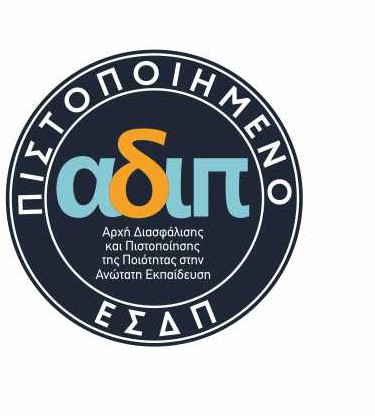 ΠΙΣΤΟΠΟΙΗΜΕΝΟ
αδιπ
Αρχή Διασφάλισης
και Πιστοποίησης
της Ποιότητας στην
Ανώτατη Εκπαίδευση
ΕΣΔΠ